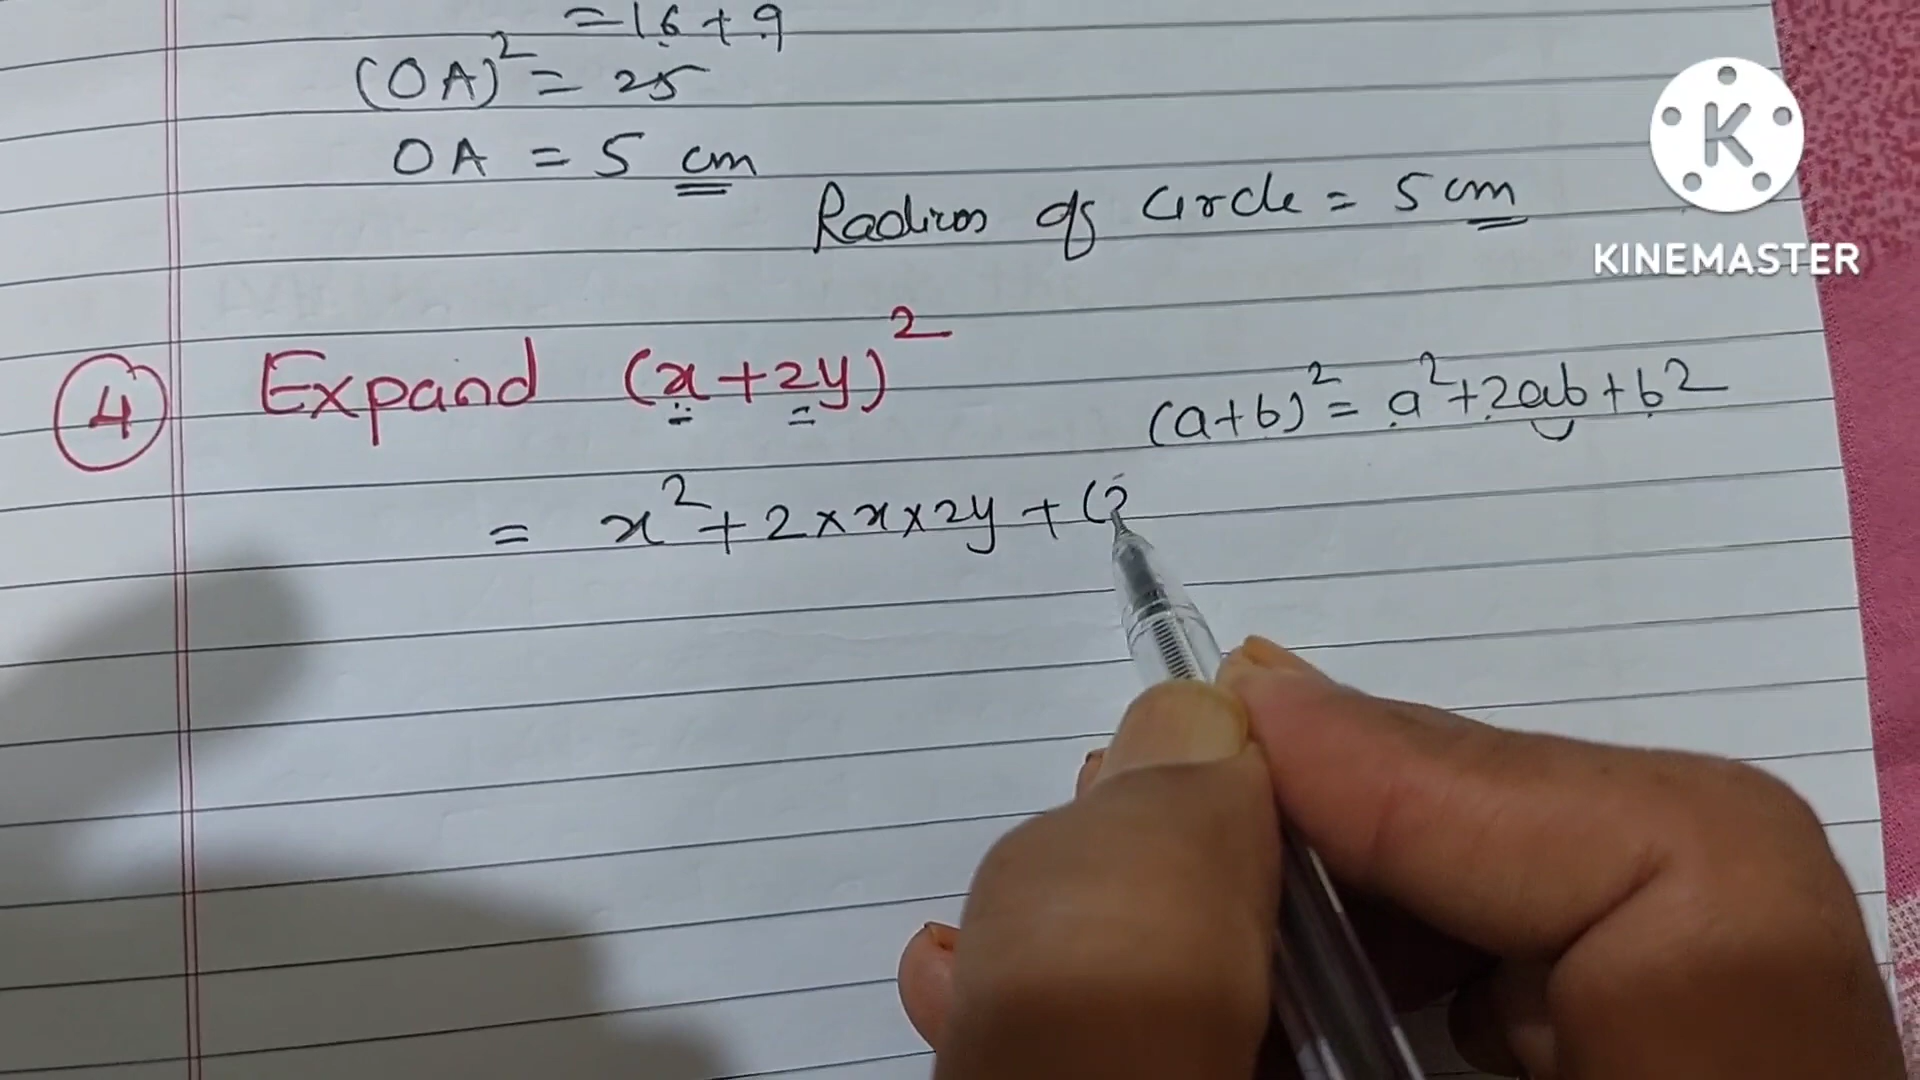 = 16 + 9
(OA)² = 25
OA = 5 cm
Radius of Circle = 5 cm
K
KINEMASTER
4 Expand (x+2y)²
(a+b)² = a²+2ab+b²
= x² + 2×x×2y + (2